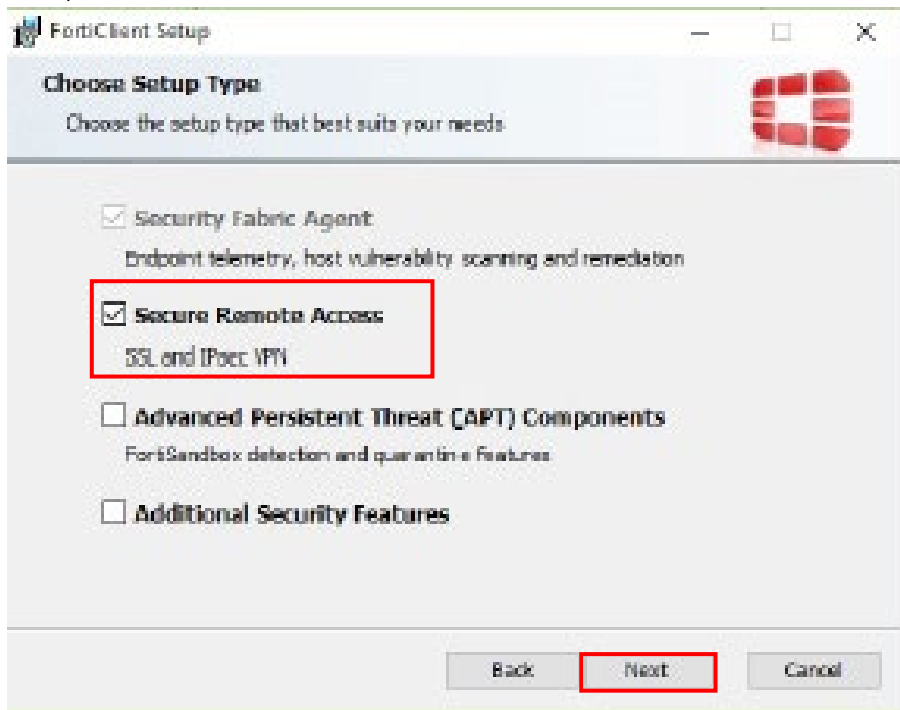 FortiClient Setup
Choose Setup Type
Choose the setup type that best suits your needs
Security Fabric Agent
Endpoint telemetry, host vulnerability scanning and remediation
Secure Remote Access
SSL and IPsec VPN
Advanced Persistent Threat (APT) Components
FortiSandbox detection and quarantine features
Additional Security Features
Back Next Cancel